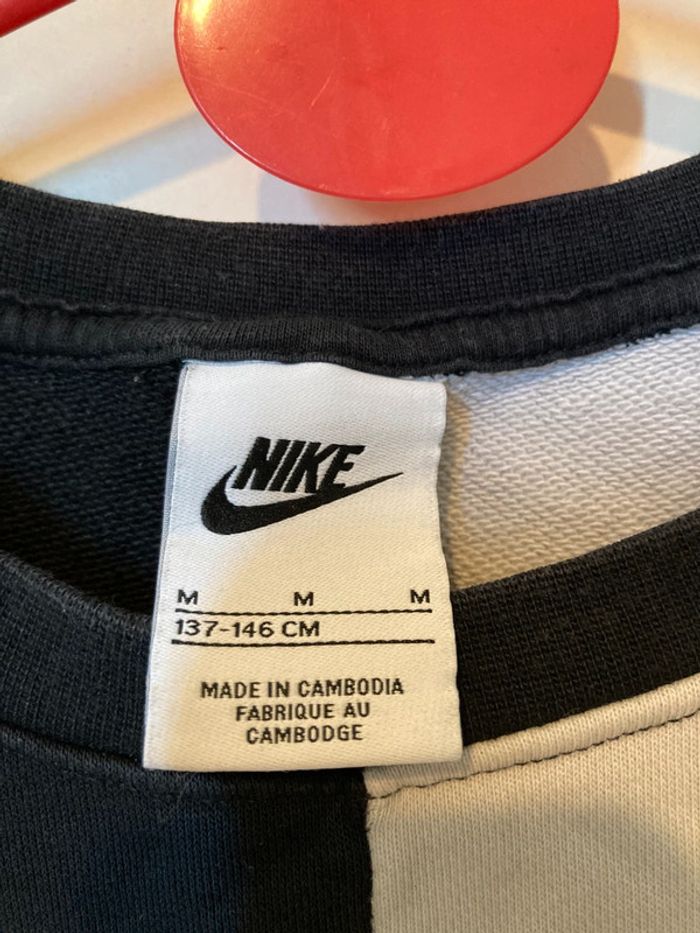 NIKE
M M M
137-146 CM
MADE IN CAMBODIA
FABRIQUE AU
CAMBODGE